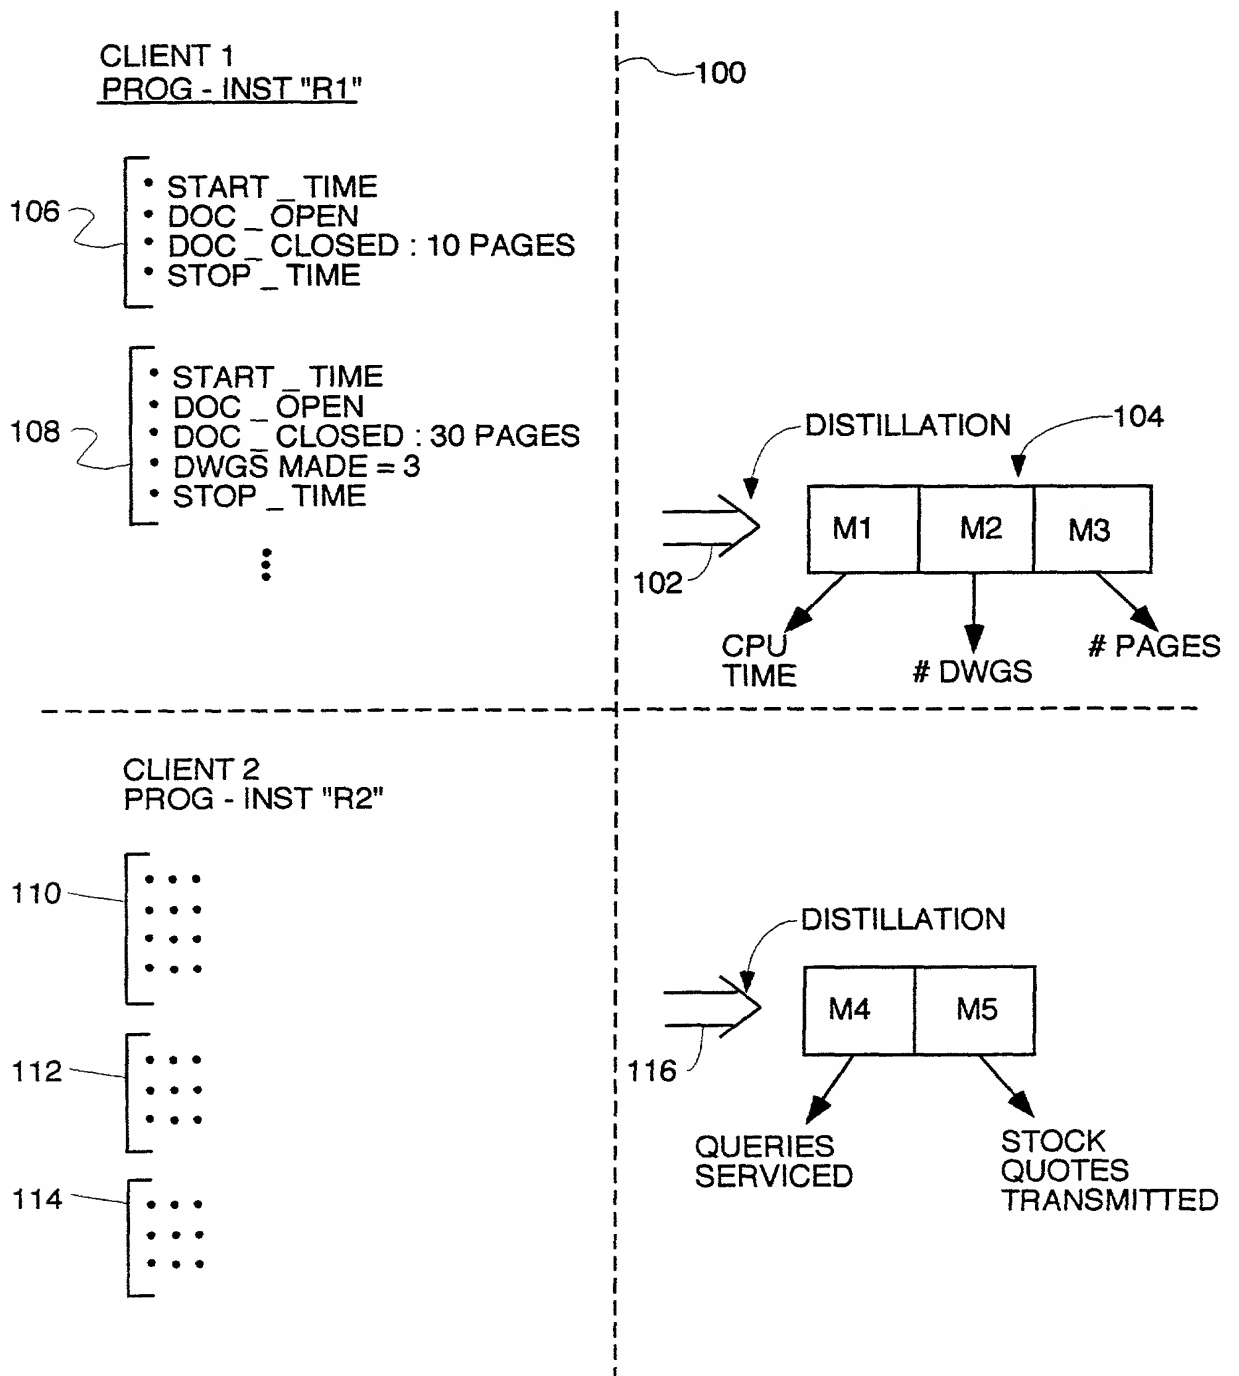 CLIENT 1
PROG - INST "R1"
100
106
• START _ TIME
• DOC _ OPEN
• DOC _ CLOSED : 10 PAGES
• STOP _ TIME
108
• START _ TIME
• DOC _ OPEN
• DOC _ CLOSED : 30 PAGES
• DWGS MADE = 3
• STOP _ TIME
DISTILLATION
104
102
M1
M2
M3
CPU
TIME
# DWGS
# PAGES
CLIENT 2
PROG - INST "R2"
110
112
114
DISTILLATION
116
M4
M5
QUERIES
SERVICED
STOCK
QUOTES
TRANSMITTED